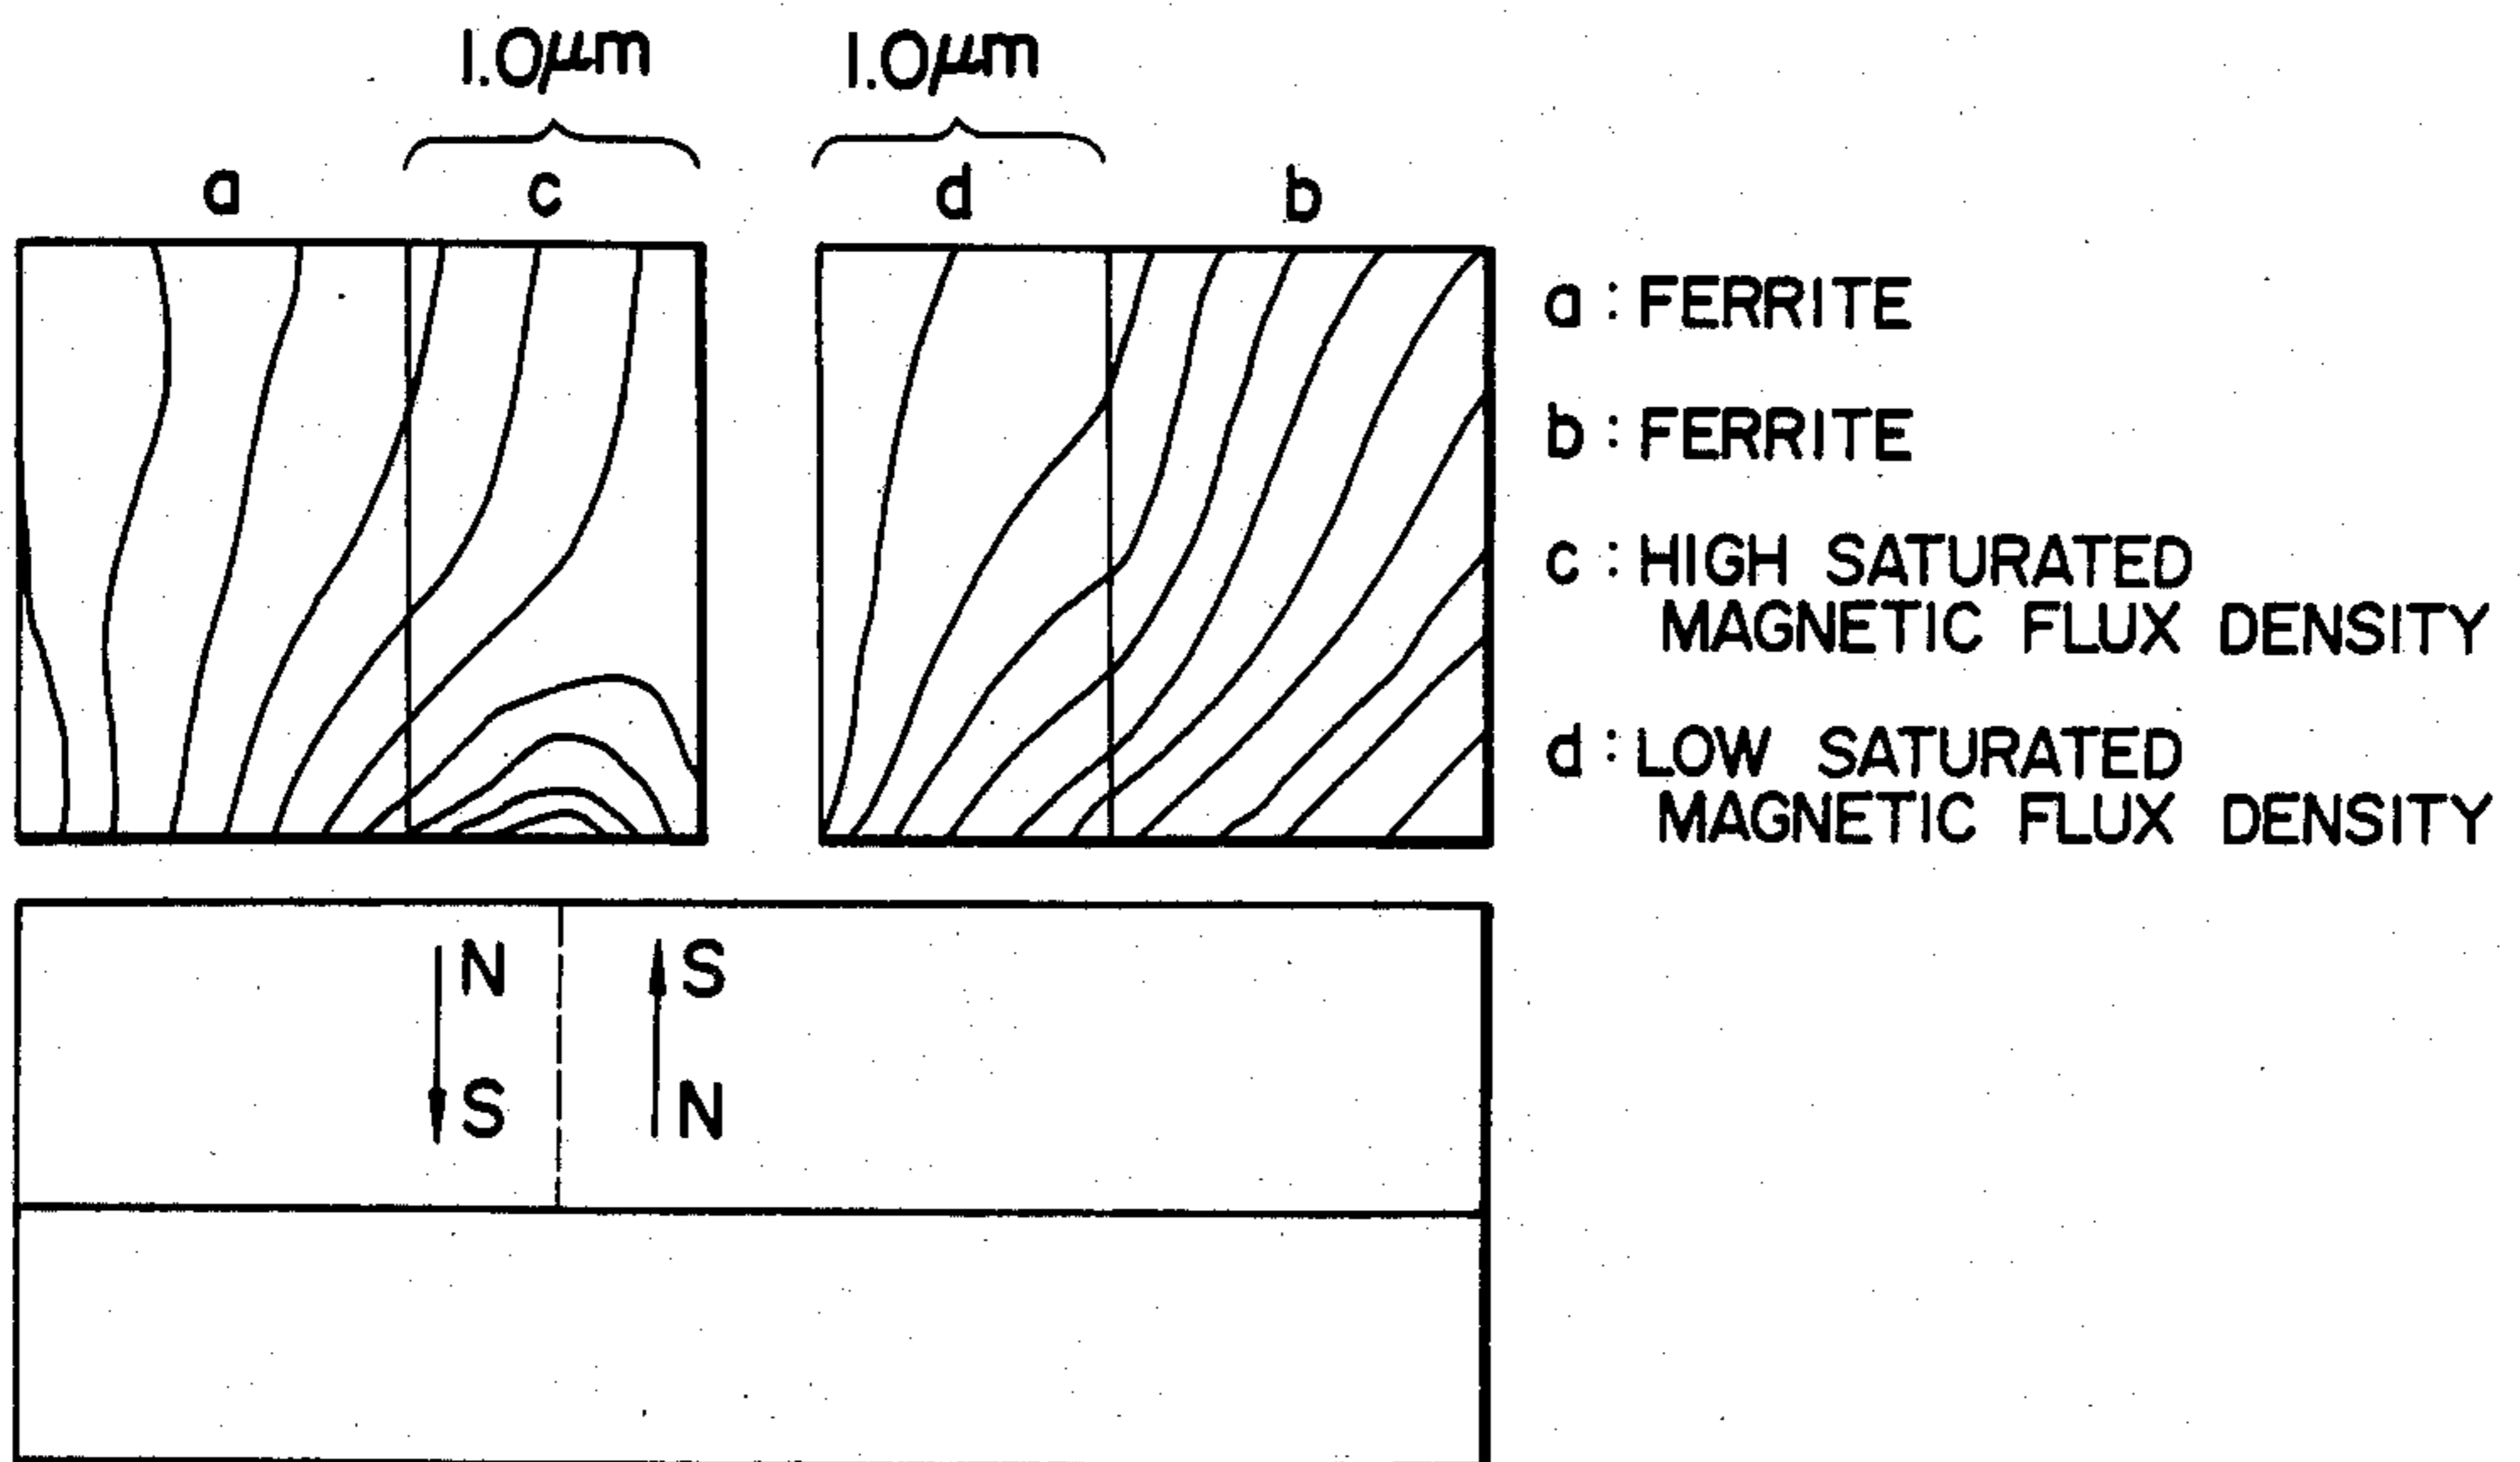 1.0μm 1.0μm
a c d b
a : FERRITE
b : FERRITE
c : HIGH SATURATED
MAGNETIC FLUX DENSITY
d : LOW SATURATED
MAGNETIC FLUX DENSITY
N S
S N